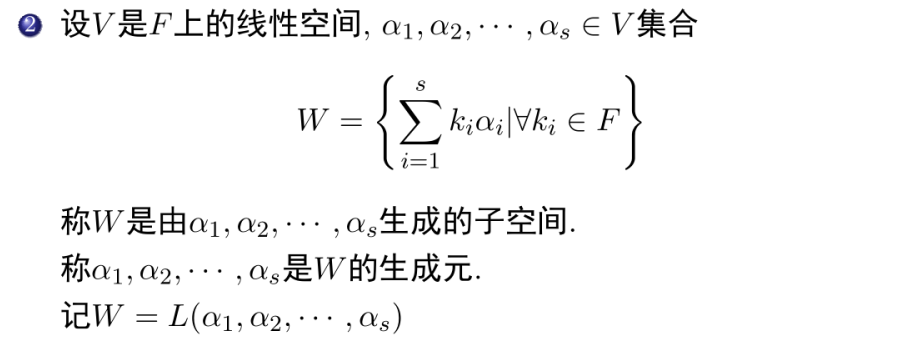 2 设V是F上的线性空间, α₁, α₂, ⋯ , αₛ ∈ V集合
W = { ∑_{i=1}^{s} kᵢαᵢ|∀kᵢ ∈ F }
称W是由α₁, α₂, ⋯ , αₛ生成的子空间.
称α₁, α₂, ⋯ , αₛ是W的生成元.
记W = L(α₁, α₂, ⋯ , αₛ)